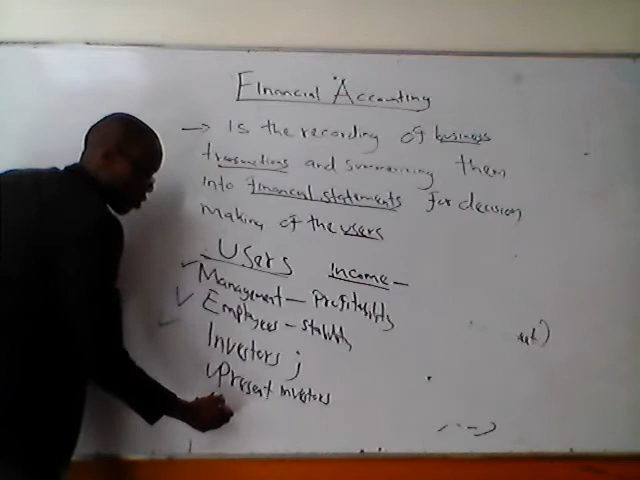 Financial Accounting
→ Is the recording of business
transactions and summarizing them
into financial statements for decision
making of the users
Users Income -
✓ Management - Profitability
✓ Employees - Stability
✓ Investors ;
Present investors